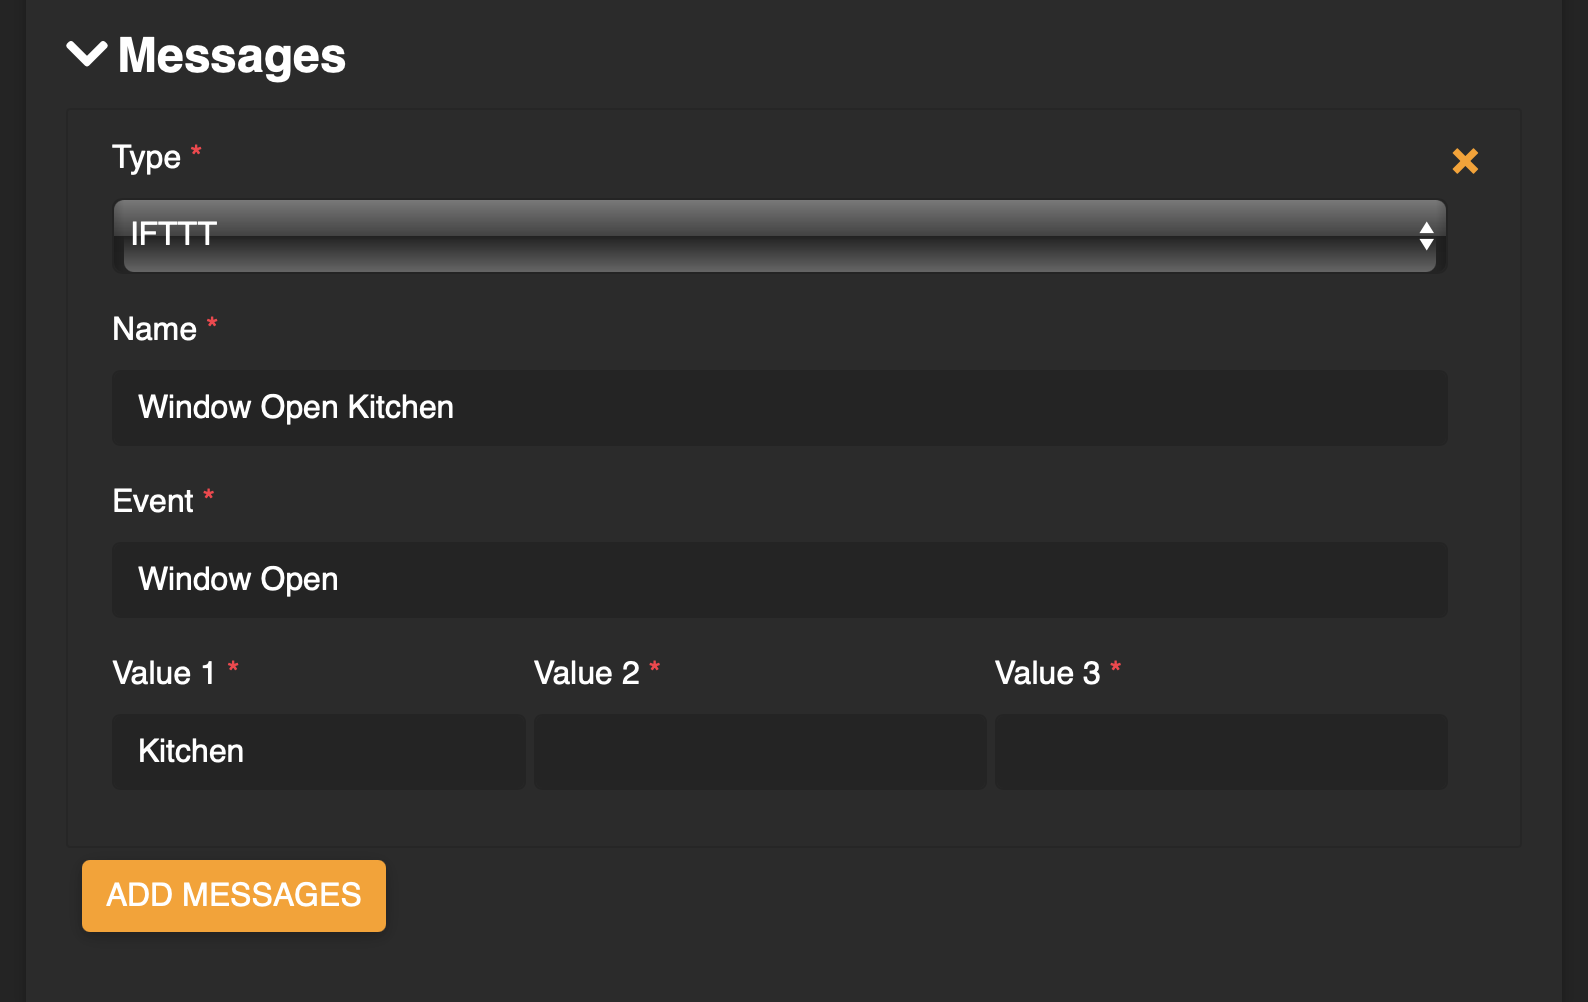 Messages
Type *
IFTTT
Name *
Window Open Kitchen
Event *
Window Open
Value 1 * Value 2 * Value 3 *
Kitchen
ADD MESSAGES